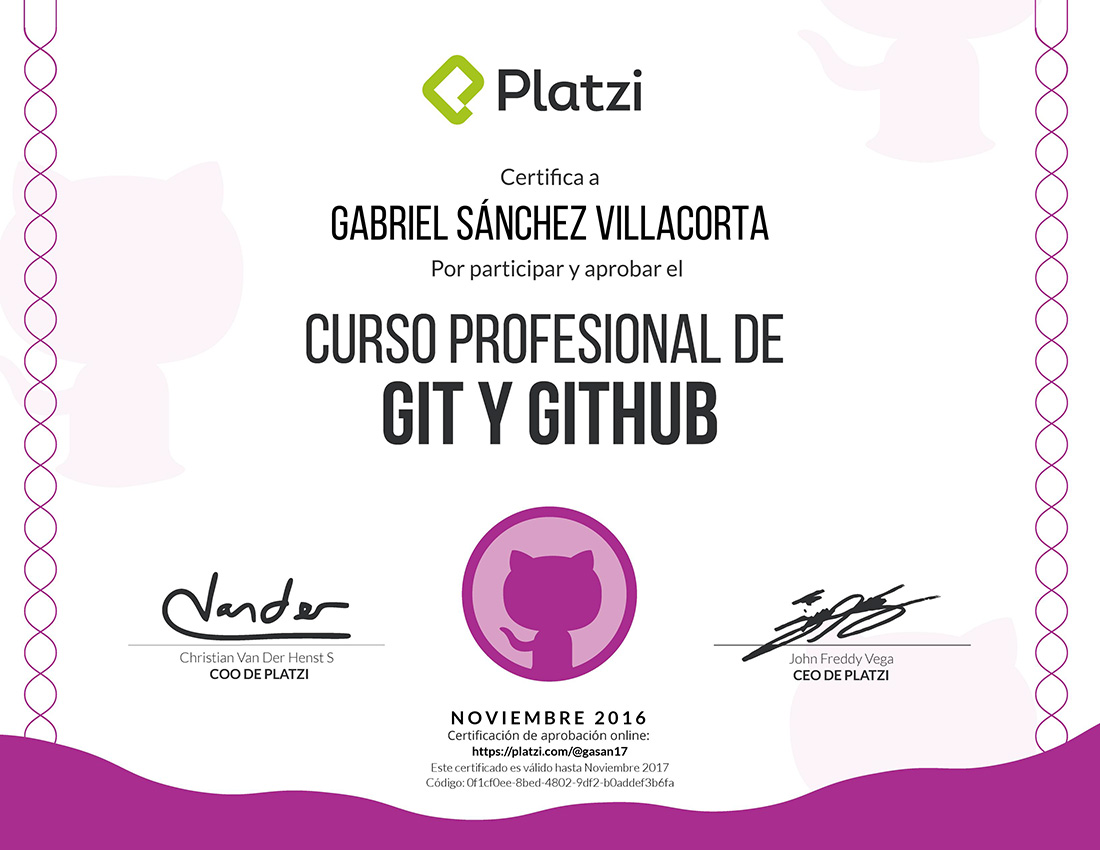 Platzi
Certifica a
GABRIEL SÁNCHEZ VILLACORTA
Por participar y aprobar el
CURSO PROFESIONAL DE
GIT Y GITHUB
Vander
Christian Van Der Henst S
COO DE PLATZI
John Freddy Vega
CEO DE PLATZI
NOVIEMBRE 2016
Certificación de aprobación online:
https://platzi.com/@gasan17
Este certificado es válido hasta Noviembre 2017
Código: 0f1cf0ee-8bed-4802-9df2-b0addef3b6fa